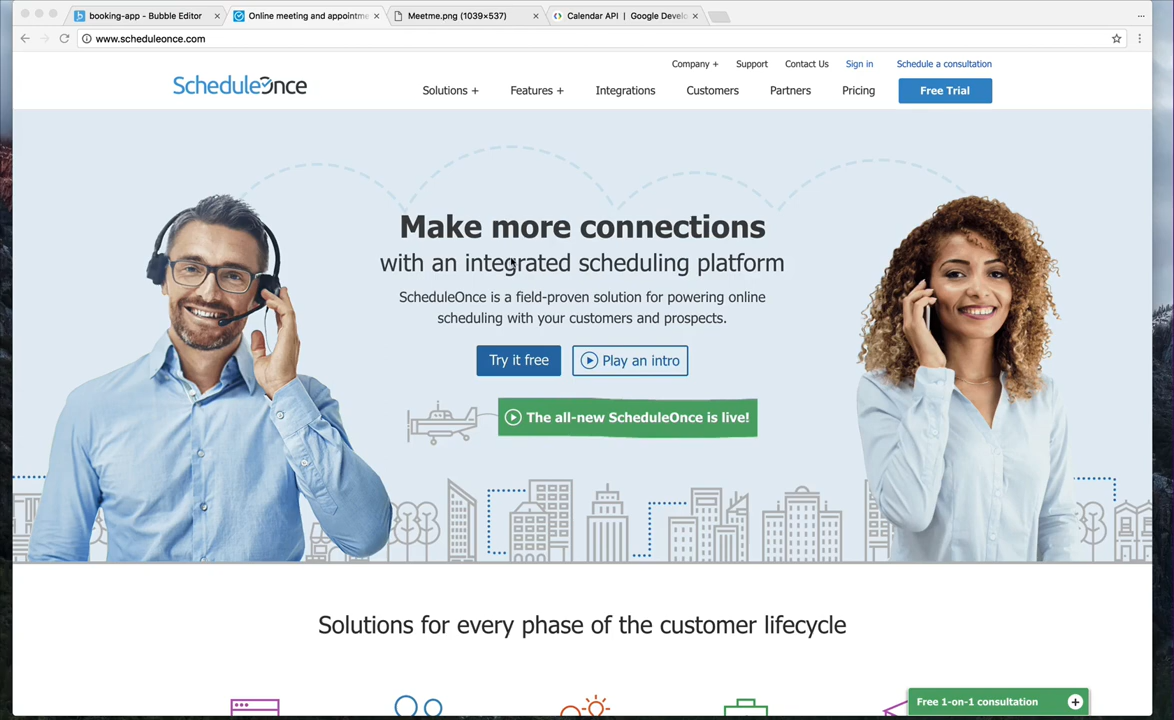 booking-app - Bubble Editor
Online meeting and appointme
Meetme.png (1039×537)
Calendar API | Google Develo
www.scheduleonce.com
Company +
Support
Contact Us
Sign in
Schedule a consultation
ScheduleOnce
Solutions +
Features +
Integrations
Customers
Partners
Pricing
Free Trial
Make more connections
with an integrated scheduling platform
ScheduleOnce is a field-proven solution for powering online
scheduling with your customers and prospects.
Try it free
Play an intro
The all-new ScheduleOnce is live!
Solutions for every phase of the customer lifecycle
Free 1-on-1 consultation